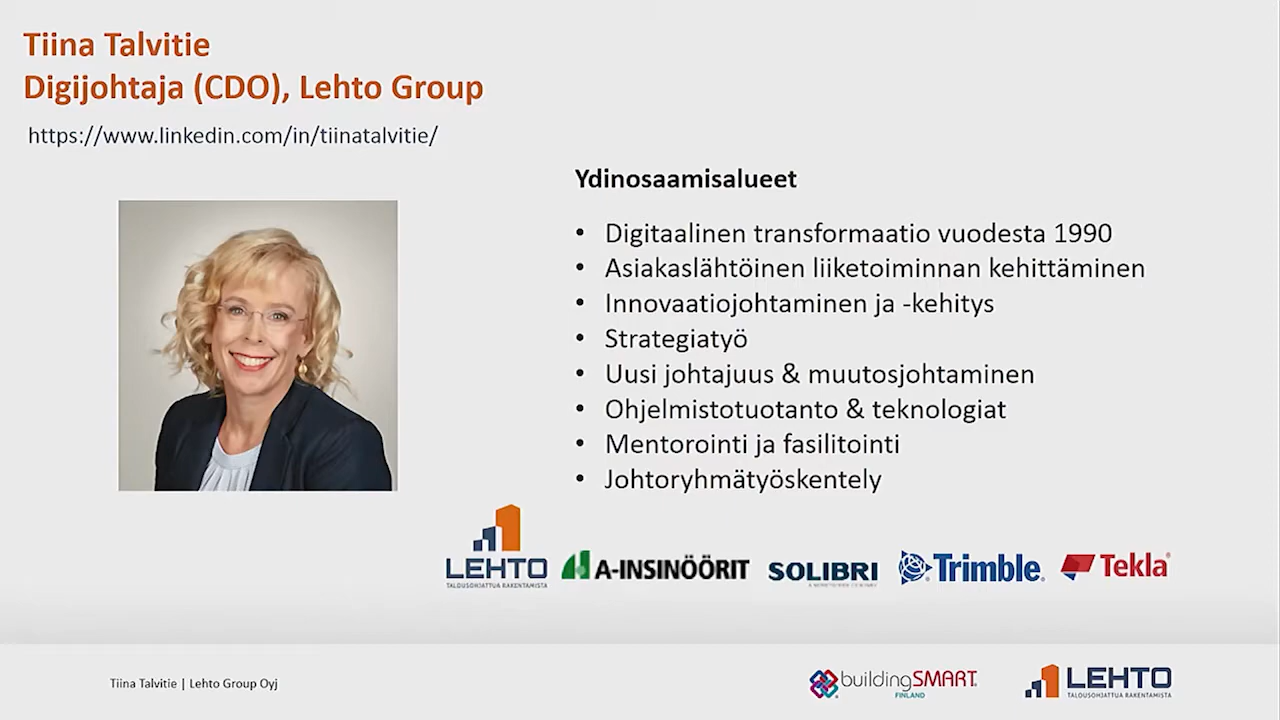 Tiina Talvitie
Digijohtaja (CDO), Lehto Group
https://www.linkedin.com/in/tiinatalvitie/
Ydinosaamisalueet
• Digitaalinen transformaatio vuodesta 1990
• Asiakaslähtöinen liiketoiminnan kehittäminen
• Innovaatiojohtaminen ja -kehitys
• Strategiatyö
• Uusi johtajuus & muutosjohtaminen
• Ohjelmistotuotanto & teknologiat
• Mentorointi ja fasilitointi
• Johtoryhmätyöskentely
LEHTO
TALOUSOHJATTUA RAKENTAMISTA
A-INSINÖÖRIT
SOLIBRI
Trimble
Tekla
Tiina Talvitie | Lehto Group Oyj
buildingSMART
FINLAND
LEHTO
TALOUSOHJATTUA RAKENTAMISTA